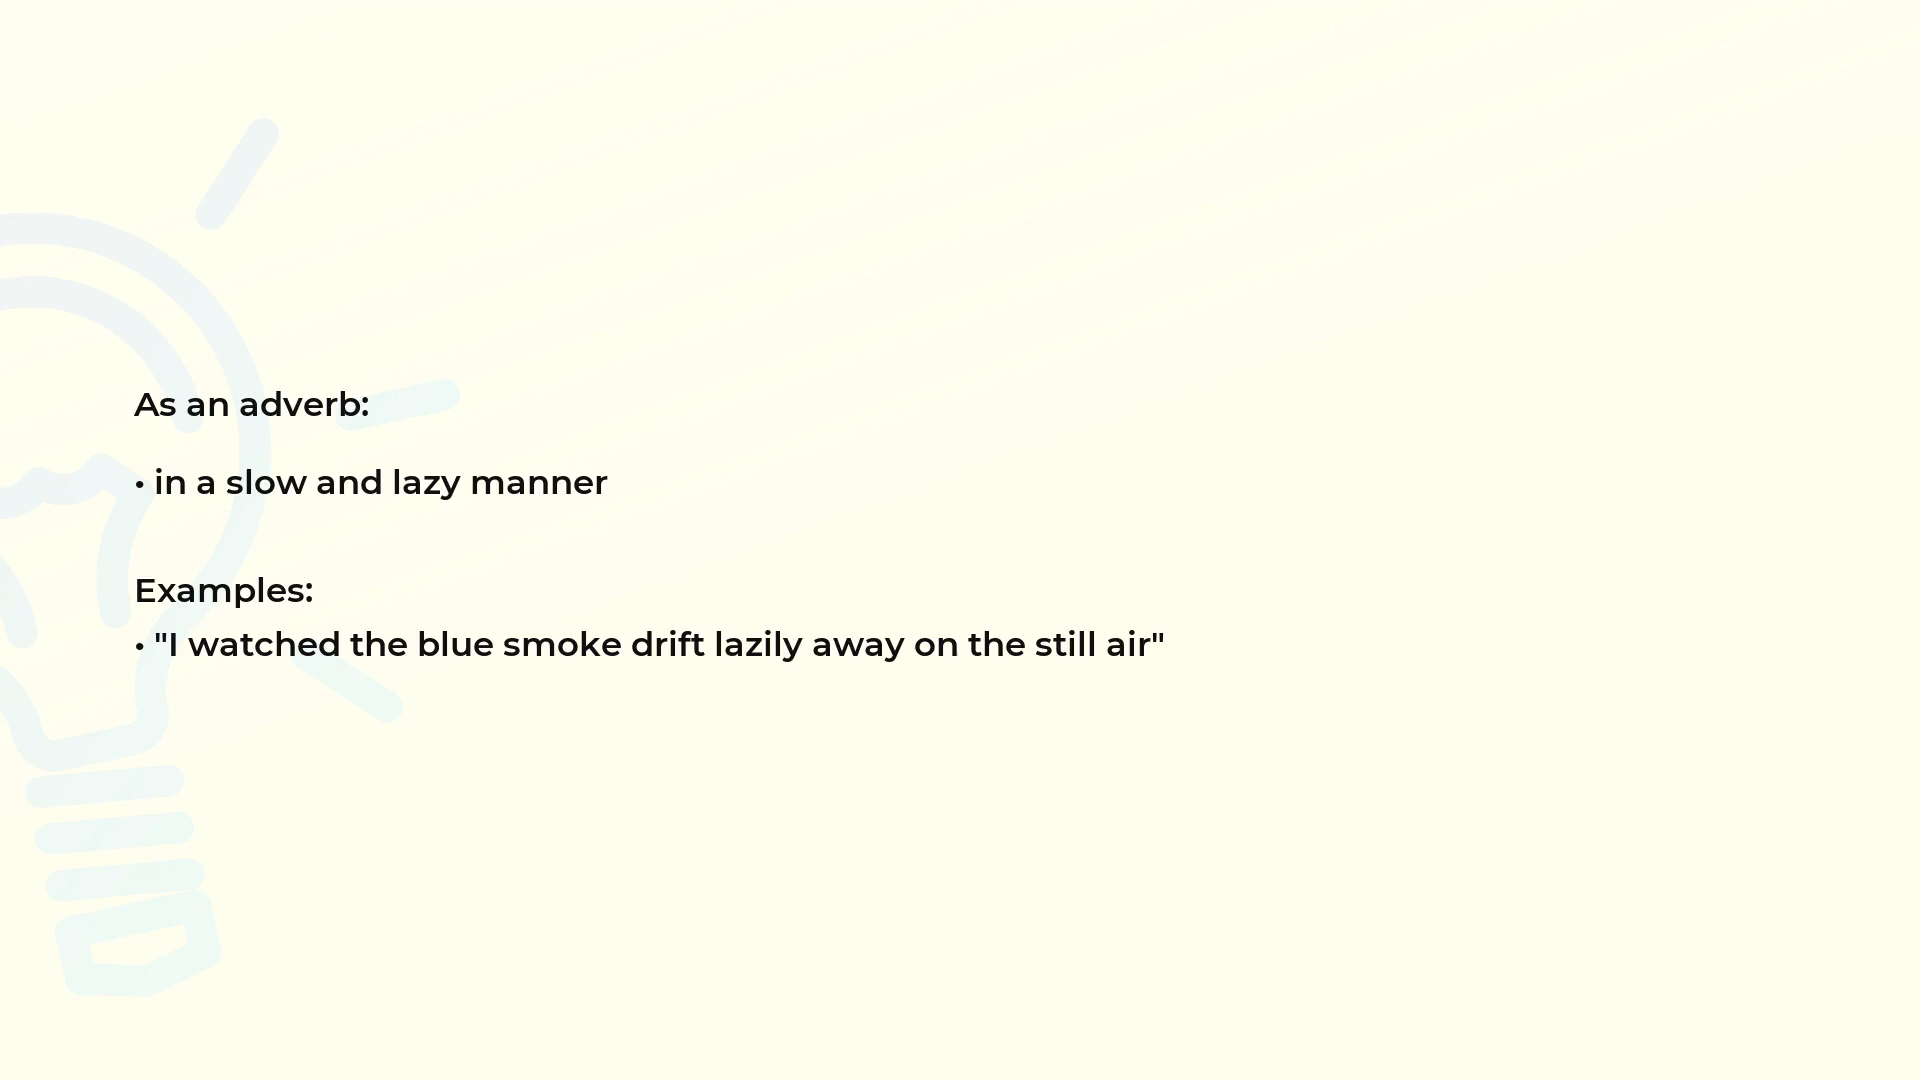 As an adverb:
• in a slow and lazy manner
Examples:
• "I watched the blue smoke drift lazily away on the still air"